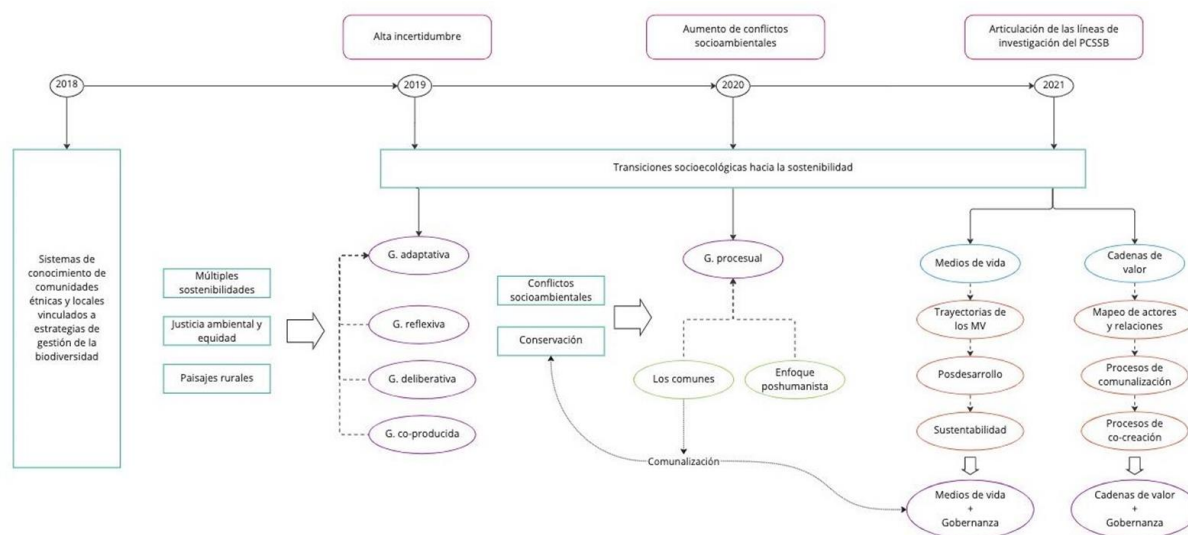 Alta incertidumbre
Aumento de conflictos
socioambientales
Articulación de las líneas de
investigación del PCSSB
2018
2019
2020
2021
Transiciones socioecológicas hacia la sostenibilidad
Sistemas de
conocimiento de
comunidades
étnicas y locales
vinculados a
estrategias de
gestión de la
biodiversidad
Múltiples
sostenibilidades
Justicia ambiental y
equidad
Paisajes rurales
G. adaptativa
G. reflexiva
G. deliberativa
G. co-producida
Conflictos
socioambientales
Conservación
G. procesual
Los comunes
Enfoque
poshumanista
Comunalización
Medios de vida
Trayectorias de
los MV
Posdesarrollo
Sustentabilidad
Medios de vida
+
Gobernanza
Cadenas de
valor
Mapeo de actores
y relaciones
Procesos de
comunalización
Procesos de
co-creación
Cadenas de valor
+
Gobernanza